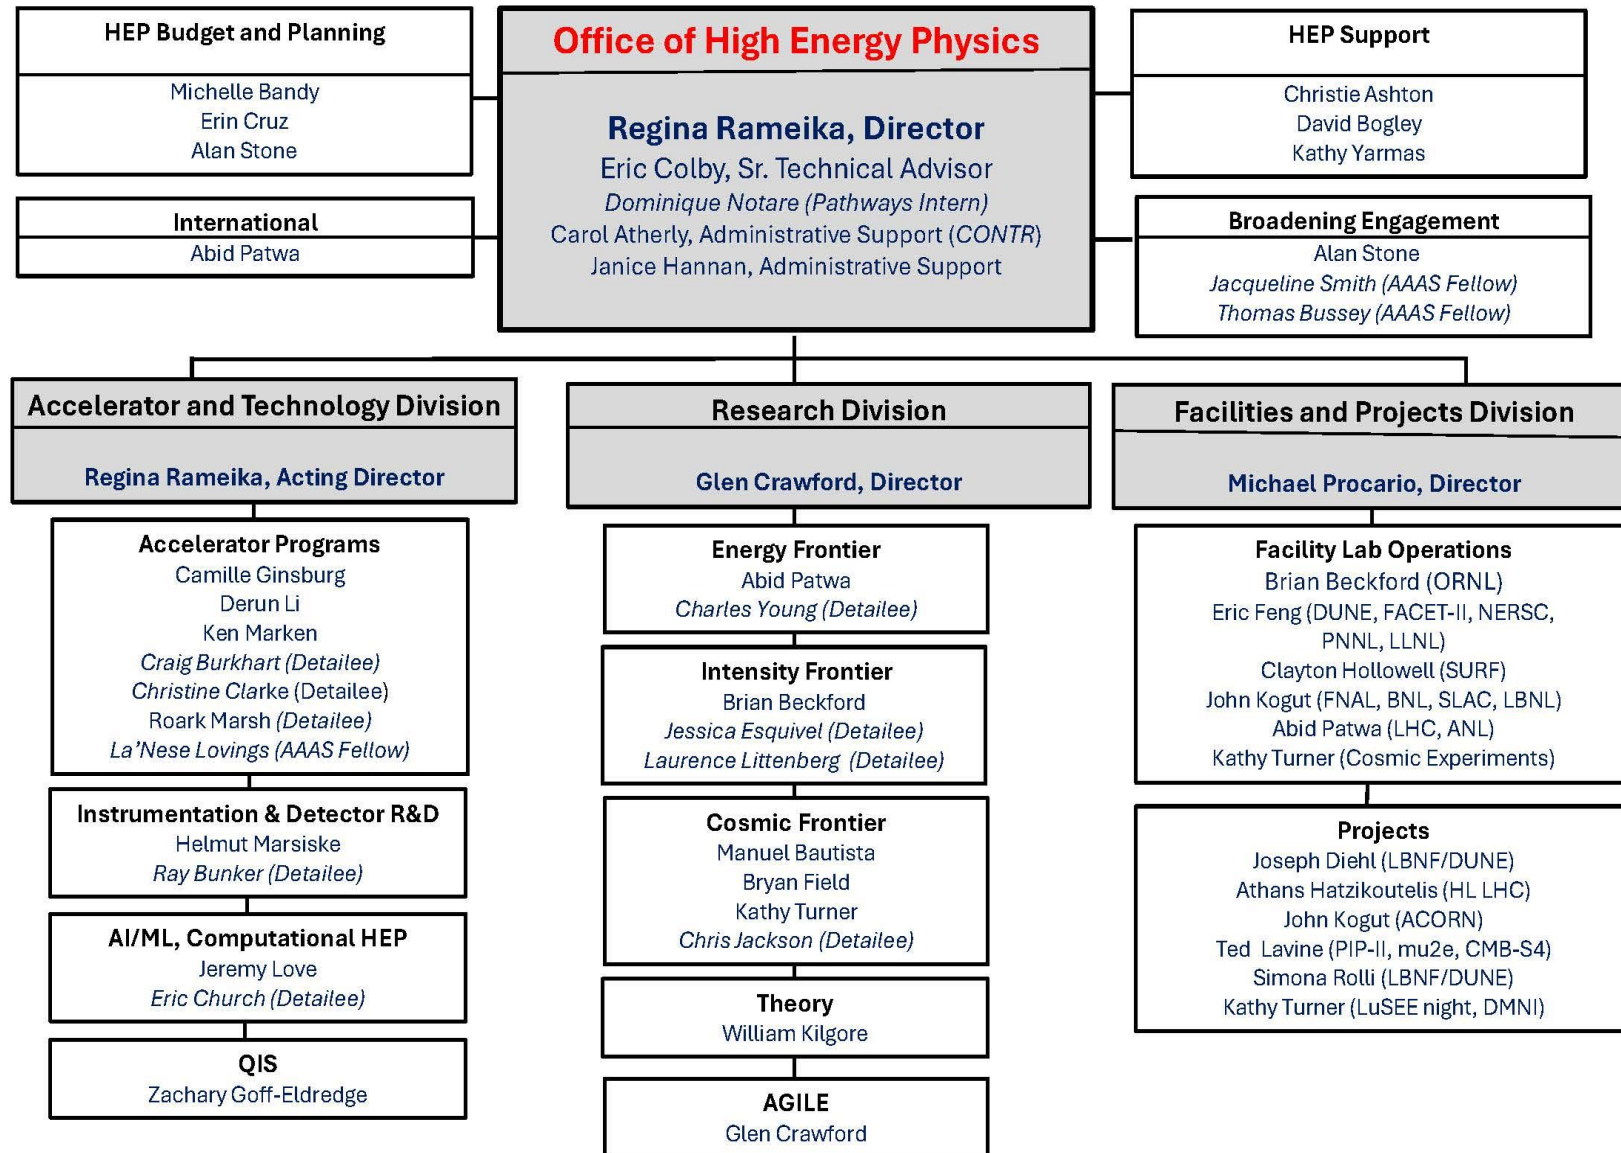 HEP Budget and Planning
Michelle Bandy
Erin Cruz
Alan Stone
International
Abid Patwa
Office of High Energy Physics
Regina Rameika, Director
Eric Colby, Sr. Technical Advisor
Dominique Notare (Pathways Intern)
Carol Atherly, Administrative Support (CONTR)
Janice Hannan, Administrative Support
HEP Support
Christie Ashton
David Bogley
Kathy Yarmas
Broadening Engagement
Alan Stone
Jacqueline Smith (AAAS Fellow)
Thomas Bussey (AAAS Fellow)
Accelerator and Technology Division
Regina Rameika, Acting Director
Accelerator Programs
Camille Ginsburg
Derun Li
Ken Marken
Craig Burkhart (Detailee)
Christine Clarke (Detailee)
Roark Marsh (Detailee)
La'Nese Lovings (AAAS Fellow)
Instrumentation & Detector R&D
Helmut Marsiske
Ray Bunker (Detailee)
AI/ML, Computational HEP
Jeremy Love
Eric Church (Detailee)
QIS
Zachary Goff-Eldredge
Research Division
Glen Crawford, Director
Energy Frontier
Abid Patwa
Charles Young (Detailee)
Intensity Frontier
Brian Beckford
Jessica Esquivel (Detailee)
Laurence Littenberg (Detailee)
Cosmic Frontier
Manuel Bautista
Bryan Field
Kathy Turner
Chris Jackson (Detailee)
Theory
William Kilgore
AGILE
Glen Crawford
Facilities and Projects Division
Michael Procario, Director
Facility Lab Operations
Brian Beckford (ORNL)
Eric Feng (DUNE, FACET-II, NERSC,
PNNL, LLNL)
Clayton Hollowell (SURF)
John Kogut (FNAL, BNL, SLAC, LBNL)
Abid Patwa (LHC, ANL)
Kathy Turner (Cosmic Experiments)
Projects
Joseph Diehl (LBNF/DUNE)
Athans Hatzikoutelis (HL LHC)
John Kogut (ACORN)
Ted Lavine (PIP-II, mu2e, CMB-S4)
Simona Rolli (LBNF/DUNE)
Kathy Turner (LuSEE night, DMNI)